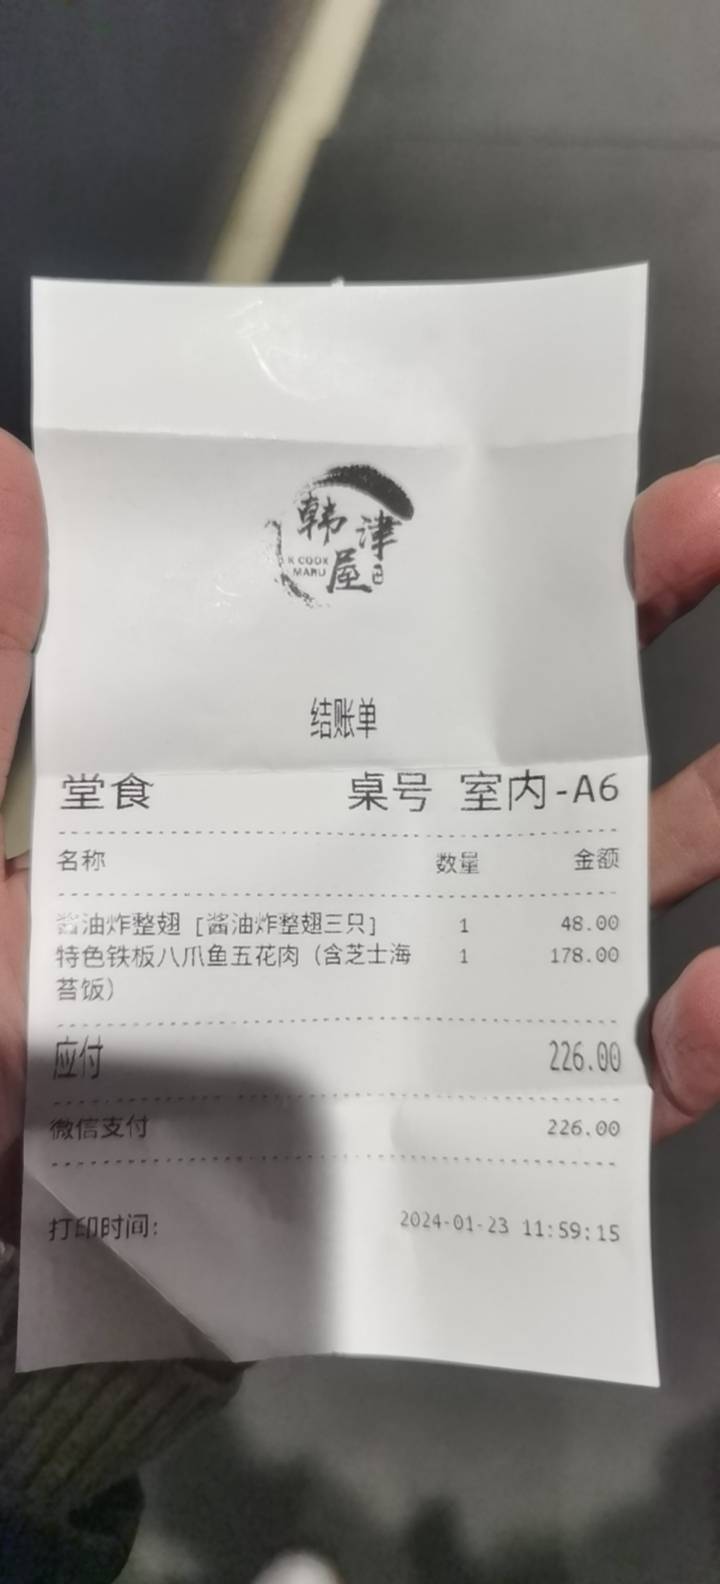 韩津屋
K COOK
MARU
结账单
堂食 桌号 室内-A6
名称 数量 金额
酱油炸整翅 [酱油炸整翅三只] 1 48.00
特色铁板八爪鱼五花肉（含芝士海 1 178.00
苔饭）
应付 226.00
微信支付 226.00
打印时间: 2024-01-23 11:59:15